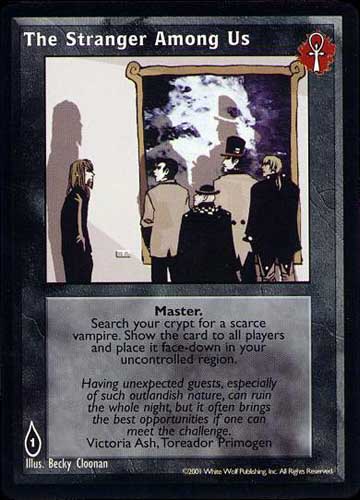 The Stranger Among Us
Master.
Search your crypt for a scarce
vampire. Show the card to all players
and place it face-down in your
uncontrolled region.
Having unexpected guests, especially
of such outlandish nature, can ruin
the whole night, but it often brings
the best opportunities if one can
meet the challenge.
Victoria Ash, Toreador Primogen
1
Illus. Becky Cloonan
©2001 White Wolf Publishing, Inc. All Rights Reserved.